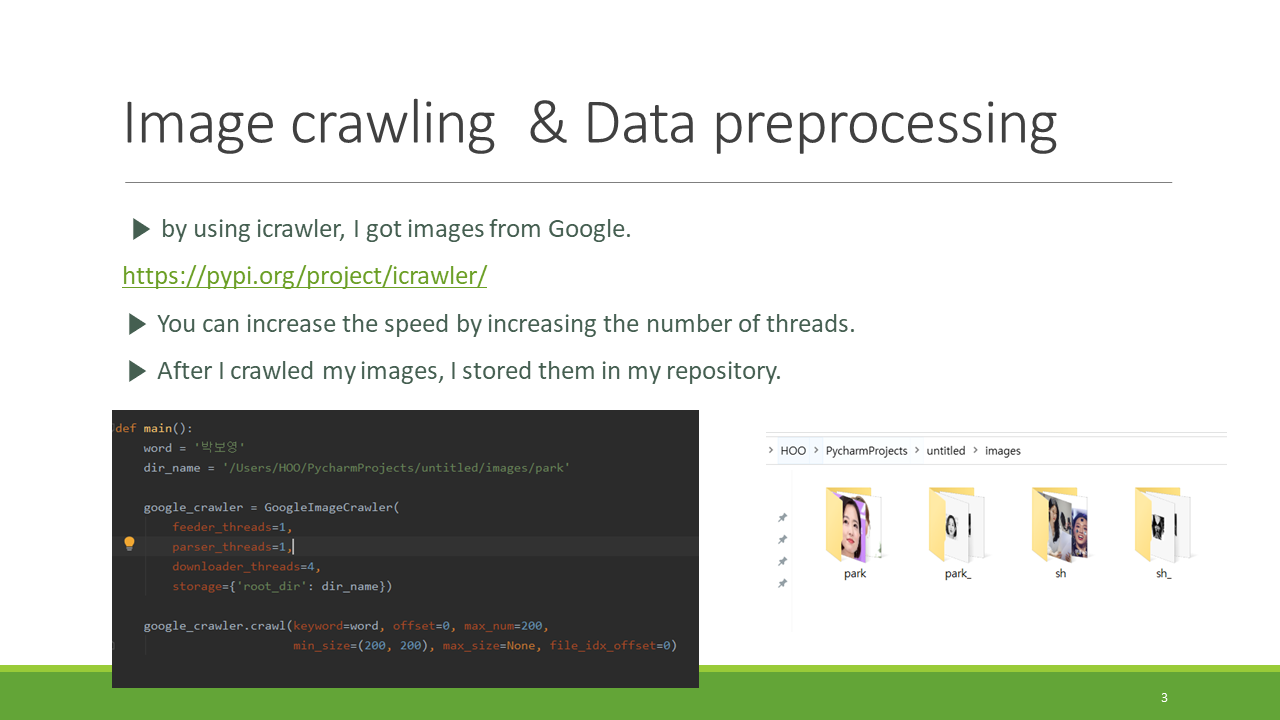 Image crawling & Data preprocessing
▶ by using icrawler, I got images from Google.
https://pypi.org/project/icrawler/
▶ You can increase the speed by increasing the number of threads.
▶ After I crawled my images, I stored them in my repository.
def main():
word = '박보영'
dir_name = '/Users/HOO/PycharmProjects/untitled/images/park'
google_crawler = GoogleImageCrawler(
feeder_threads=1,
parser_threads=1,
downloader_threads=4,
storage={'root_dir': dir_name})
google_crawler.crawl(keyword=word, offset=0, max_num=200,
min_size=(200, 200), max_size=None, file_idx_offset=0)
> HOO > PycharmProjects > untitled > images
park park_ sh sh_
3